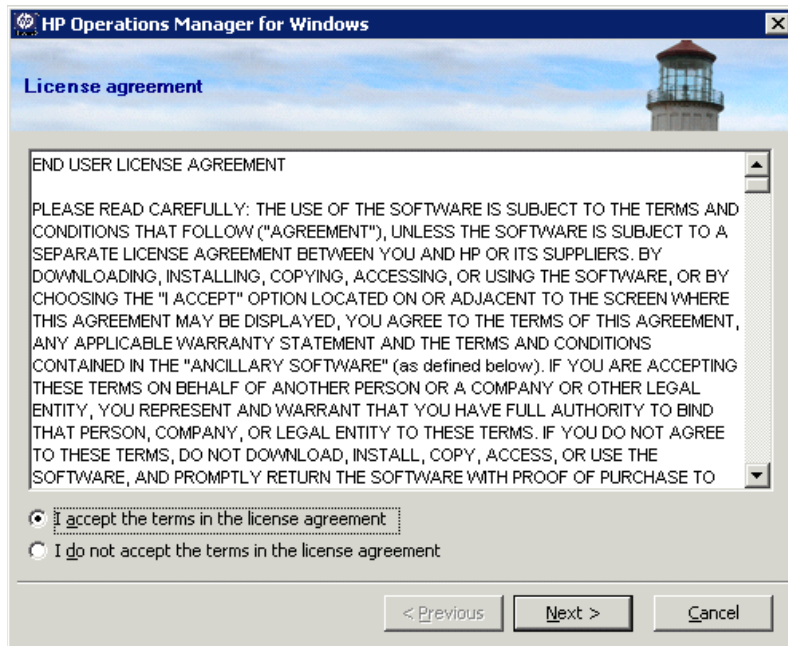 HP Operations Manager for Windows
License agreement
END USER LICENSE AGREEMENT
PLEASE READ CAREFULLY: THE USE OF THE SOFTWARE IS SUBJECT TO THE TERMS AND
CONDITIONS THAT FOLLOW ("AGREEMENT"), UNLESS THE SOFTWARE IS SUBJECT TO A
SEPARATE LICENSE AGREEMENT BETWEEN YOU AND HP OR ITS SUPPLIERS. BY
DOWNLOADING, INSTALLING, COPYING, ACCESSING, OR USING THE SOFTWARE, OR BY
CHOOSING THE "I ACCEPT" OPTION LOCATED ON OR ADJACENT TO THE SCREEN WHERE
THIS AGREEMENT MAY BE DISPLAYED, YOU AGREE TO THE TERMS OF THIS AGREEMENT,
ANY APPLICABLE WARRANTY STATEMENT AND THE TERMS AND CONDITIONS
CONTAINED IN THE "ANCILLARY SOFTWARE" (as defined below). IF YOU ARE ACCEPTING
THESE TERMS ON BEHALF OF ANOTHER PERSON OR A COMPANY OR OTHER LEGAL
ENTITY, YOU REPRESENT AND WARRANT THAT YOU HAVE FULL AUTHORITY TO BIND
THAT PERSON, COMPANY, OR LEGAL ENTITY TO THESE TERMS. IF YOU DO NOT AGREE
TO THESE TERMS, DO NOT DOWNLOAD, INSTALL, COPY, ACCESS, OR USE THE
SOFTWARE, AND PROMPTLY RETURN THE SOFTWARE WITH PROOF OF PURCHASE TO
I accept the terms in the license agreement
I do not accept the terms in the license agreement
< Previous
Next >
Cancel